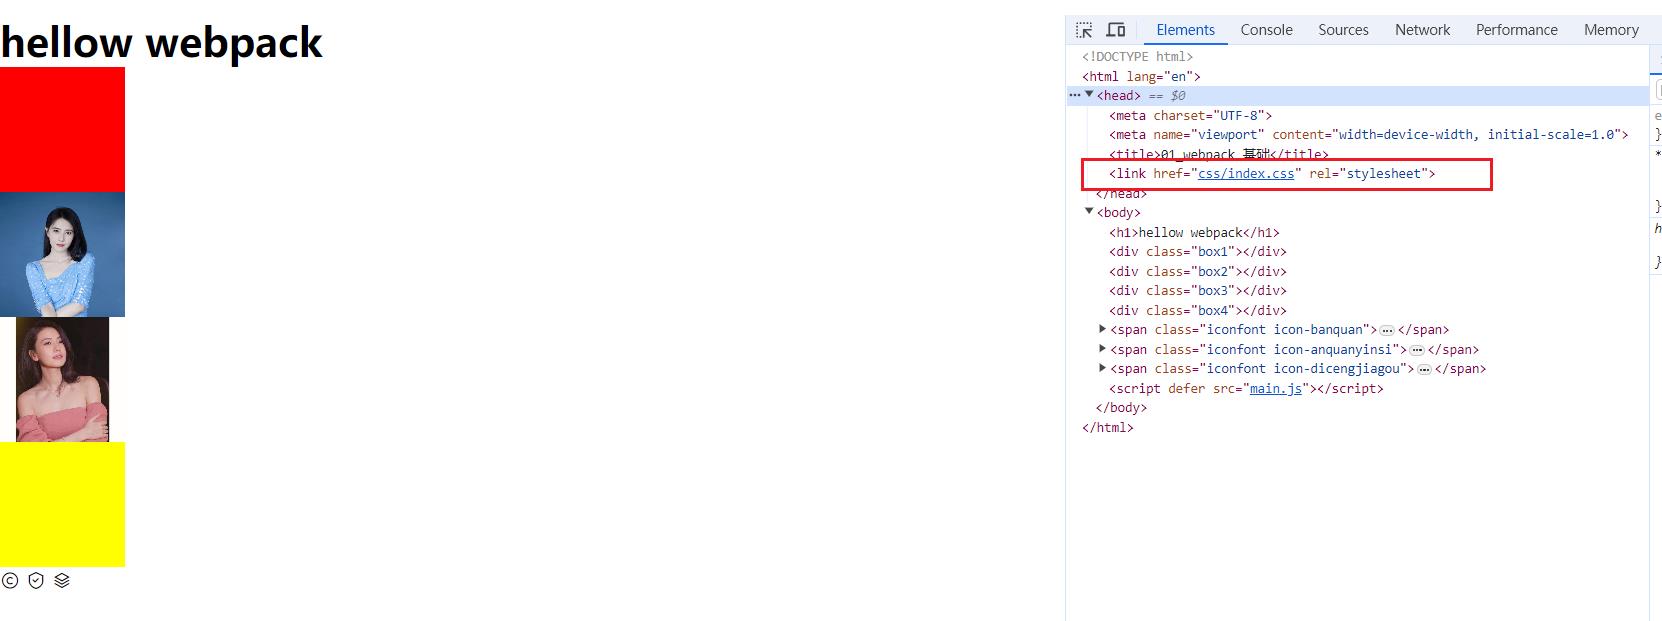 hellow webpack
Elements Console Sources Network Performance Memory
<!DOCTYPE html>
<html lang="en">
<head> == $0
<meta charset="UTF-8">
<meta name="viewport" content="width=device-width, initial-scale=1.0">
<title>01_webpack 基础</title>
<link href="css/index.css" rel="stylesheet">
</head>
<body>
<h1>hellow webpack</h1>
<div class="box1"></div>
<div class="box2"></div>
<div class="box3"></div>
<div class="box4"></div>
<span class="iconfont icon-banquan">…</span>
<span class="iconfont icon-anquanyinsi">…</span>
<span class="iconfont icon-dicengjiagou">…</span>
<script defer src="main.js"></script>
</body>
</html>